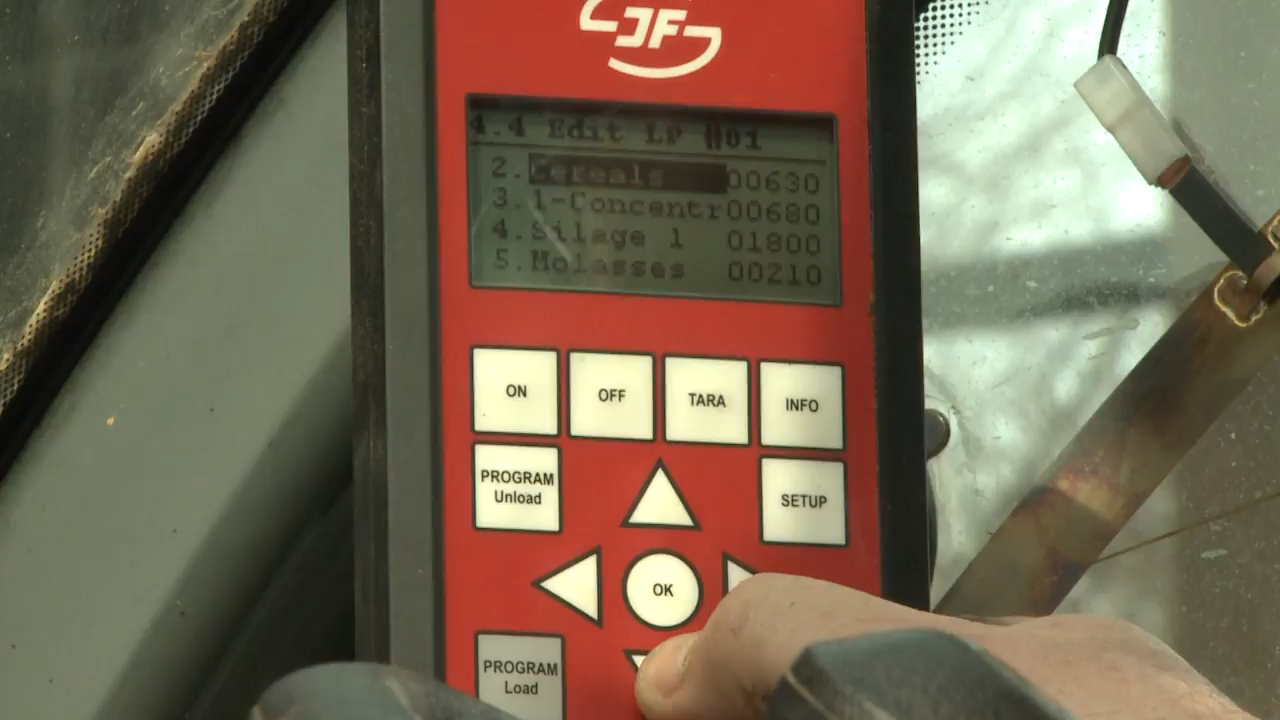 JF
4.4 Edit LP #01
2.Cereals 00630
3.1-Concentr00680
4.Silage 1 01800
5.Molasses 00210
ON OFF TARA INFO
PROGRAM
Unload
SETUP
OK
PROGRAM
Load